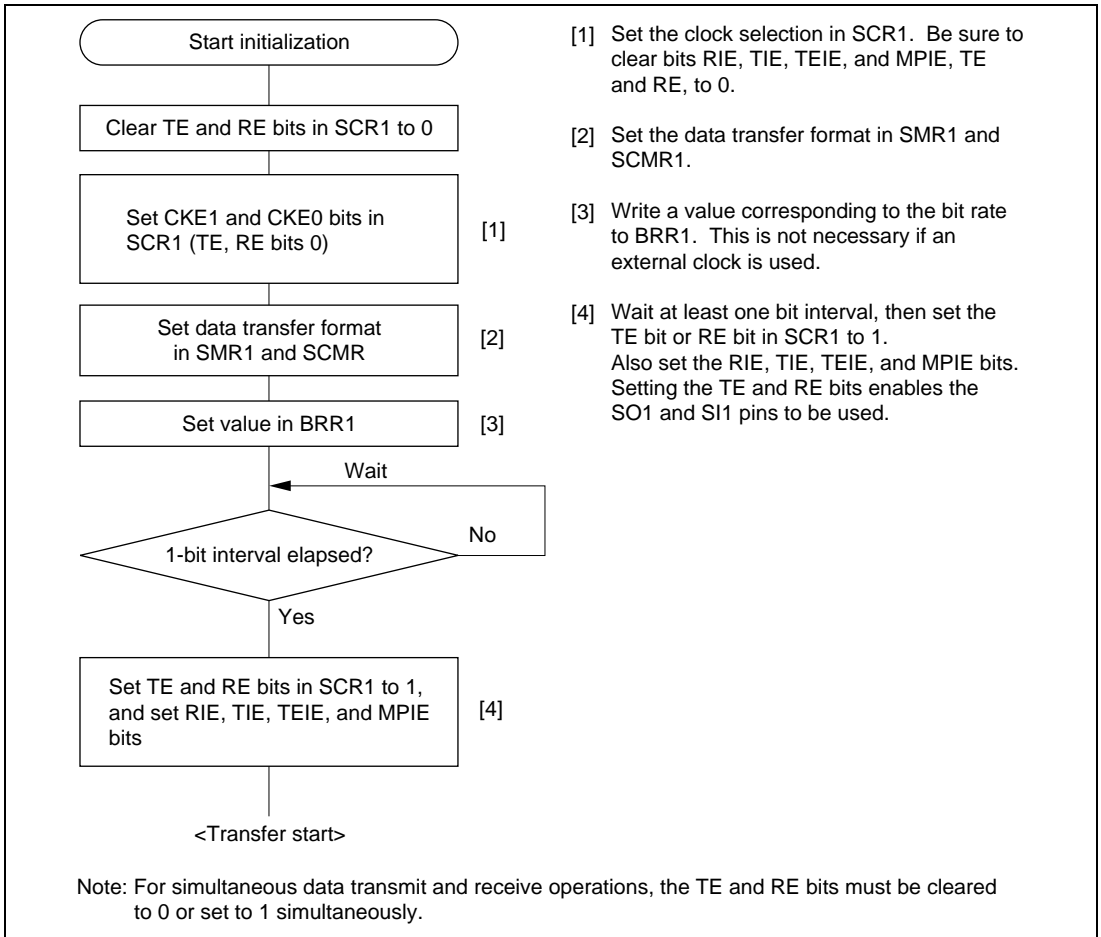 Start initialization
Clear TE and RE bits in SCR1 to 0
Set CKE1 and CKE0 bits in
SCR1 (TE, RE bits 0)
[1]
Set data transfer format
in SMR1 and SCMR
[2]
Set value in BRR1
[3]
Wait
No
1-bit interval elapsed?
Yes
Set TE and RE bits in SCR1 to 1,
and set RIE, TIE, TEIE, and MPIE
bits
[4]
<Transfer start>
[1] Set the clock selection in SCR1. Be sure to
clear bits RIE, TIE, TEIE, and MPIE, TE
and RE, to 0.
[2] Set the data transfer format in SMR1 and
SCMR1.
[3] Write a value corresponding to the bit rate
to BRR1. This is not necessary if an
external clock is used.
[4] Wait at least one bit interval, then set the
TE bit or RE bit in SCR1 to 1.
Also set the RIE, TIE, TEIE, and MPIE bits.
Setting the TE and RE bits enables the
SO1 and SI1 pins to be used.
Note: For simultaneous data transmit and receive operations, the TE and RE bits must be cleared
to 0 or set to 1 simultaneously.